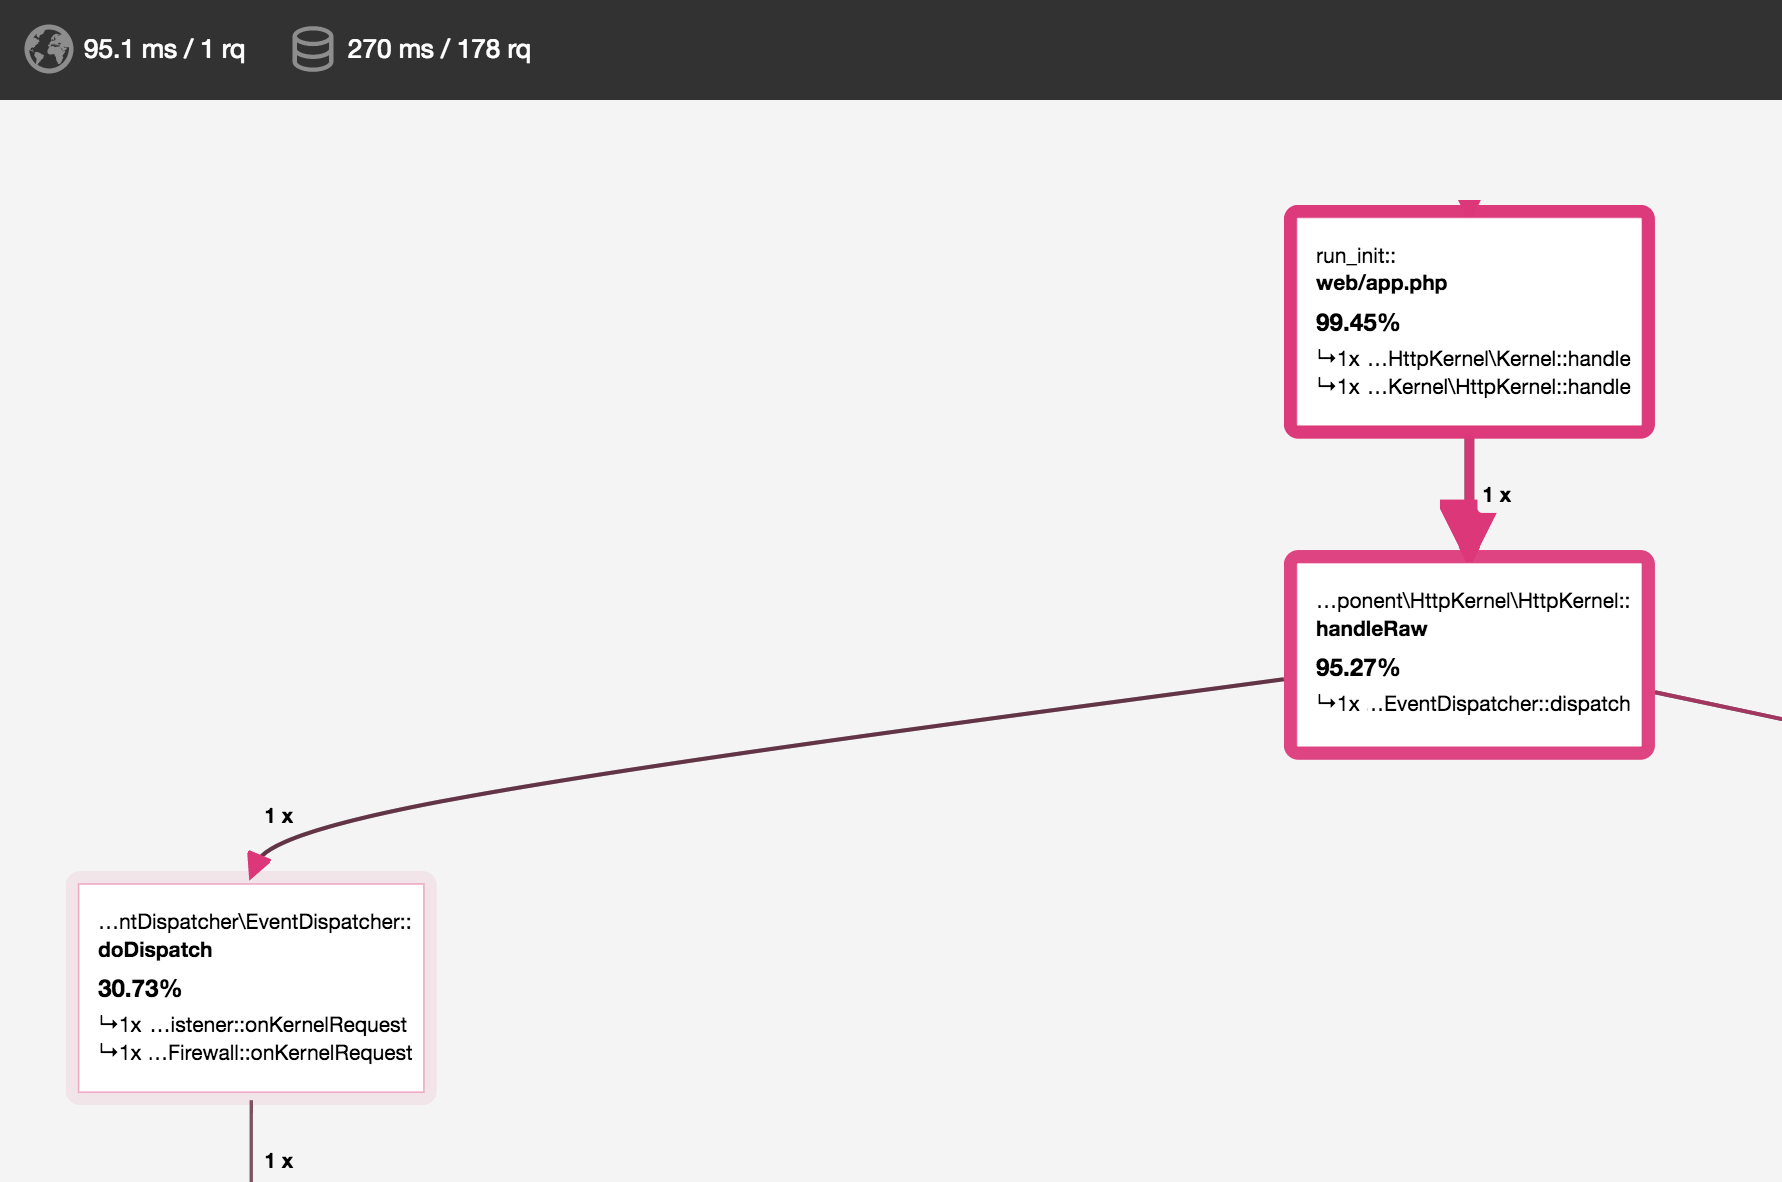 95.1 ms / 1 rq
270 ms / 178 rq
run_init::
web/app.php
99.45%
↳1x …HttpKernel\Kernel::handle
↳1x …Kernel\HttpKernel::handle
1 x
…ponent\HttpKernel\HttpKernel::
handleRaw
95.27%
↳1x …EventDispatcher::dispatch
1 x
…ntDispatcher\EventDispatcher::
doDispatch
30.73%
↳1x …istener::onKernelRequest
↳1x …Firewall::onKernelRequest
1 x